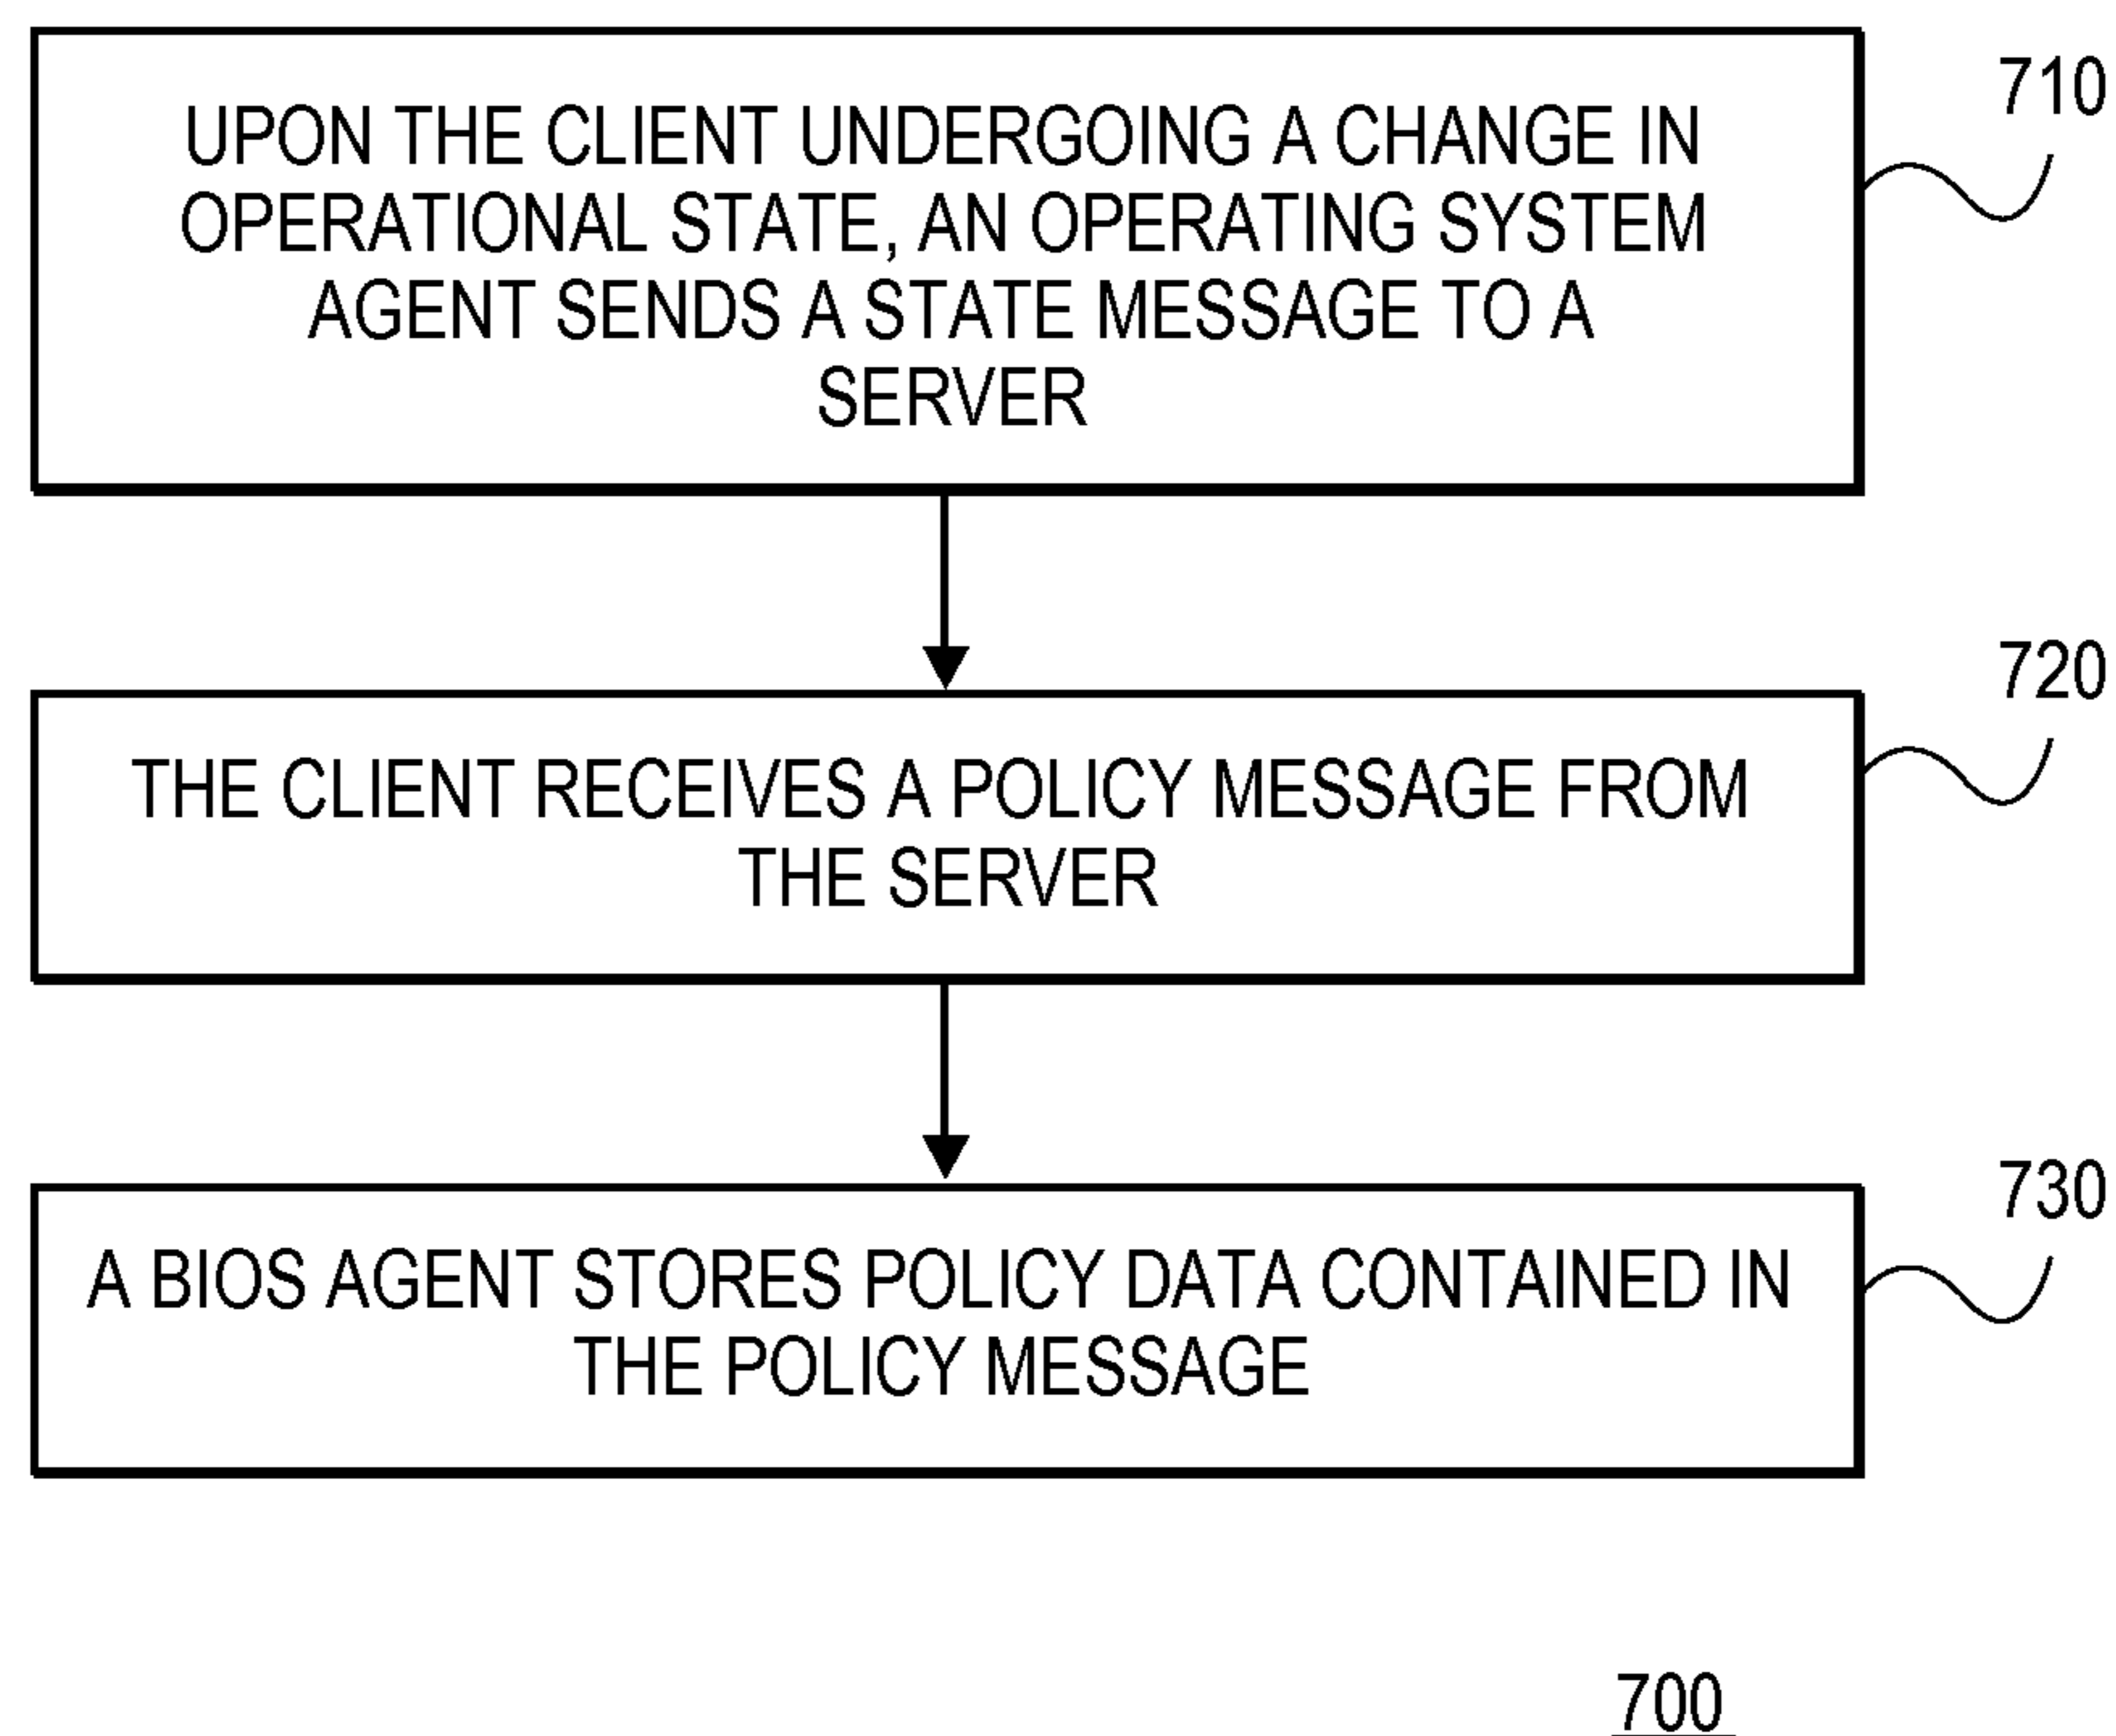 710
UPON THE CLIENT UNDERGOING A CHANGE IN
OPERATIONAL STATE, AN OPERATING SYSTEM
AGENT SENDS A STATE MESSAGE TO A
SERVER
720
THE CLIENT RECEIVES A POLICY MESSAGE FROM
THE SERVER
730
A BIOS AGENT STORES POLICY DATA CONTAINED IN
THE POLICY MESSAGE
700